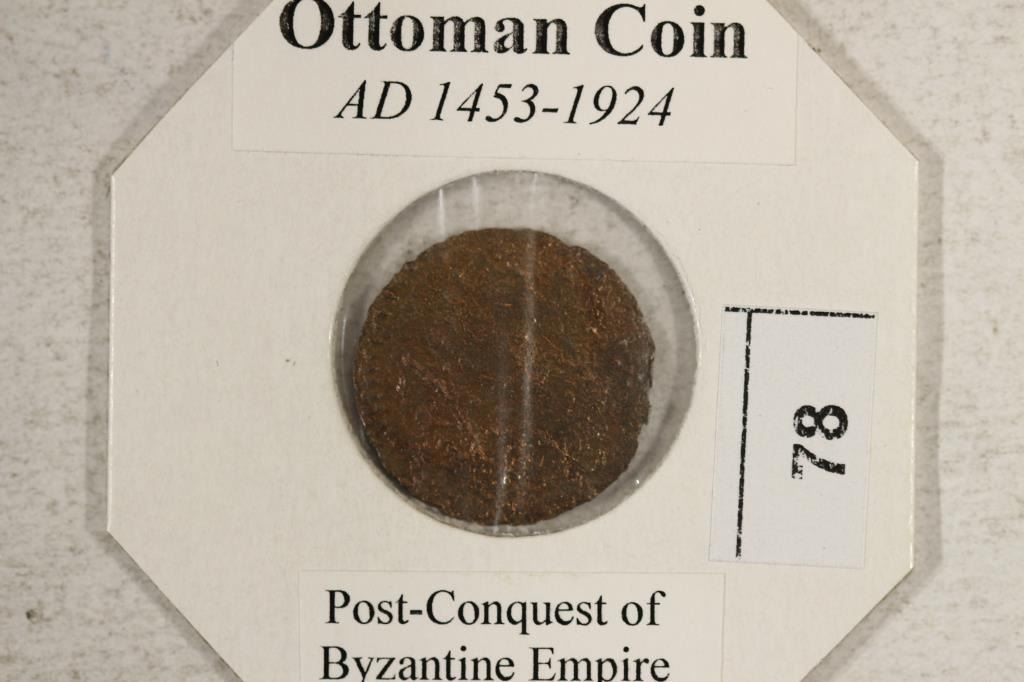 Ottoman Coin
AD 1453-1924
78
Post-Conquest of
Byzantine Empire